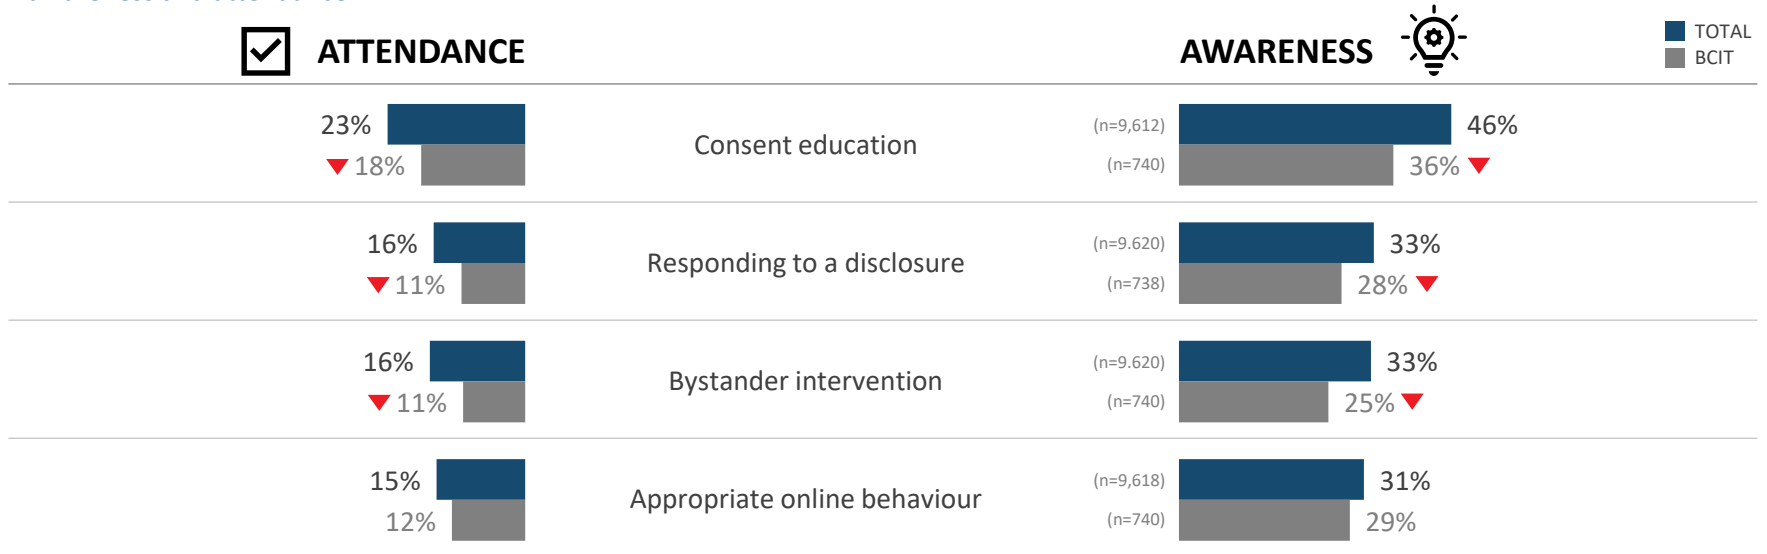 ATTENDANCE
AWARENESS
TOTAL
BCIT
23%
18%
Consent education
(n=9,612)
(n=740)
46%
36%
16%
11%
Responding to a disclosure
(n=9.620)
(n=738)
33%
28%
16%
11%
Bystander intervention
(n=9.620)
(n=740)
33%
25%
15%
12%
Appropriate online behaviour
(n=9,618)
(n=740)
31%
29%